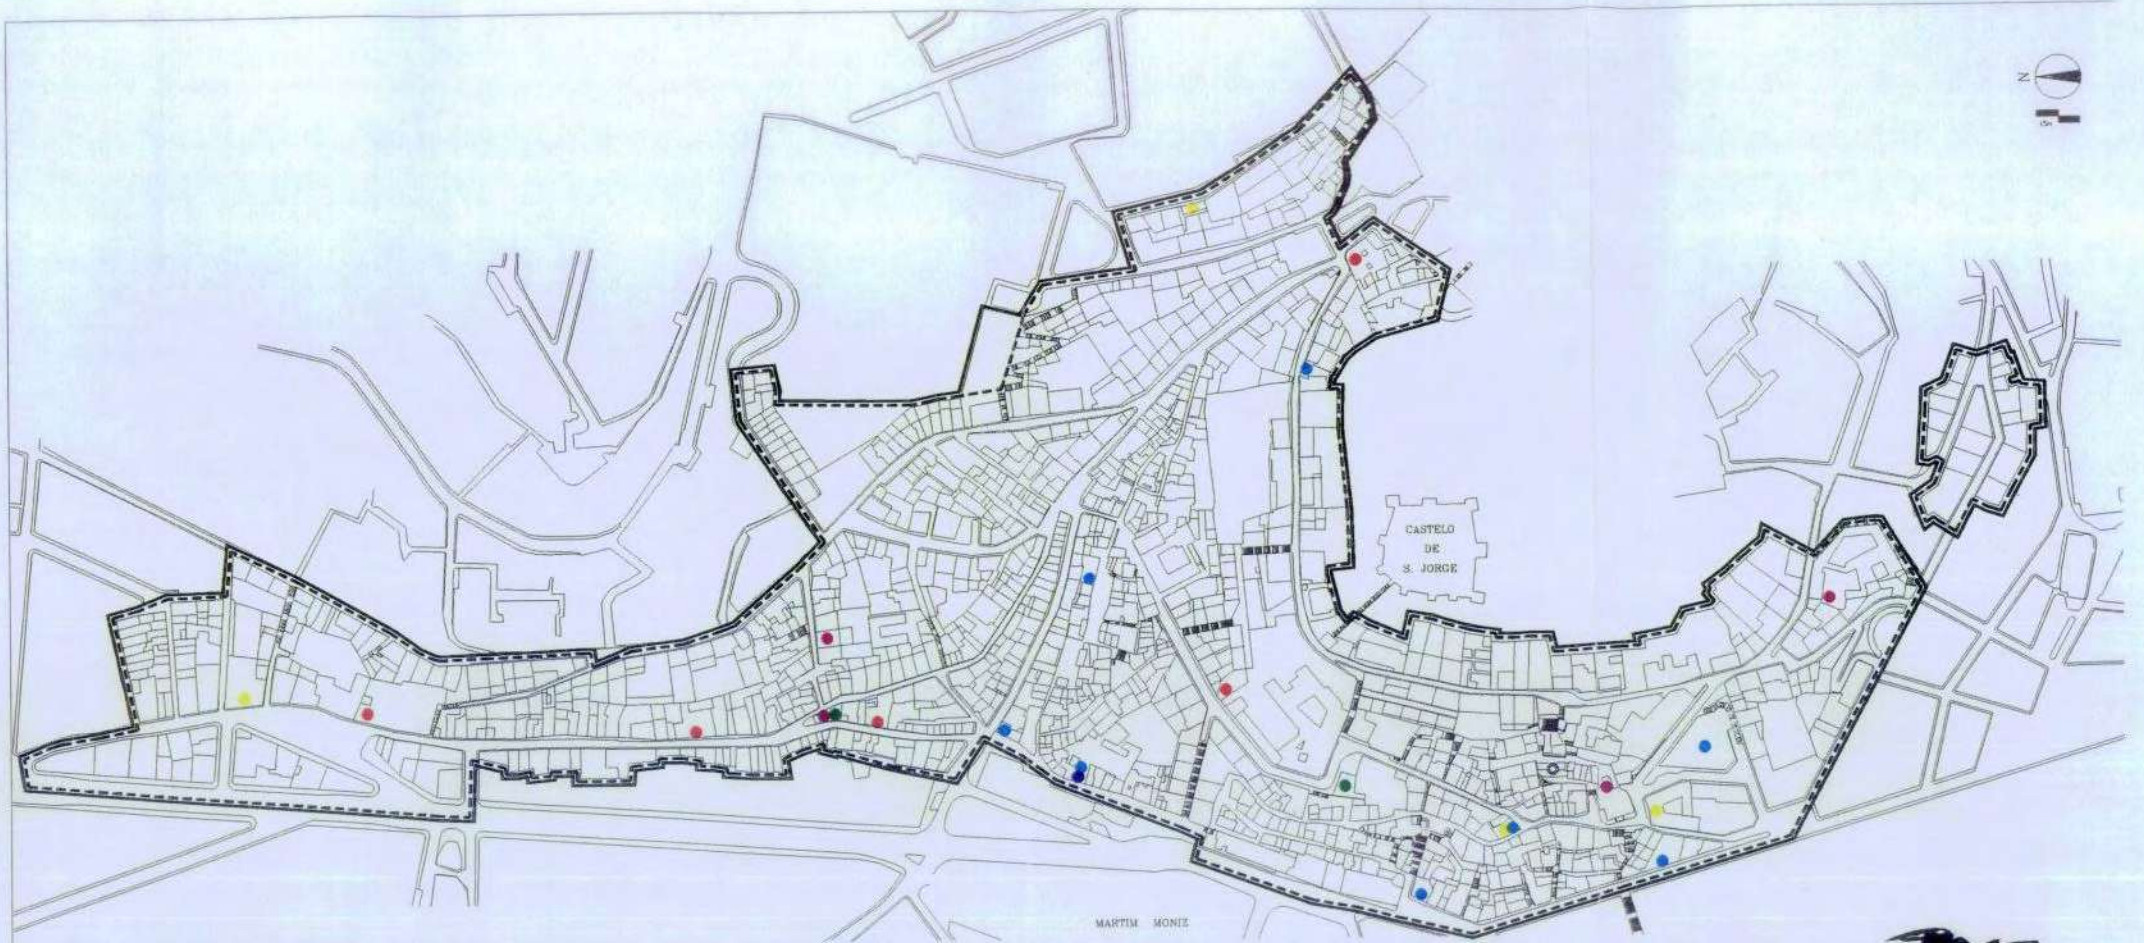 N
CASTELO
DE
S. JORGE
MARTIM MONIZ